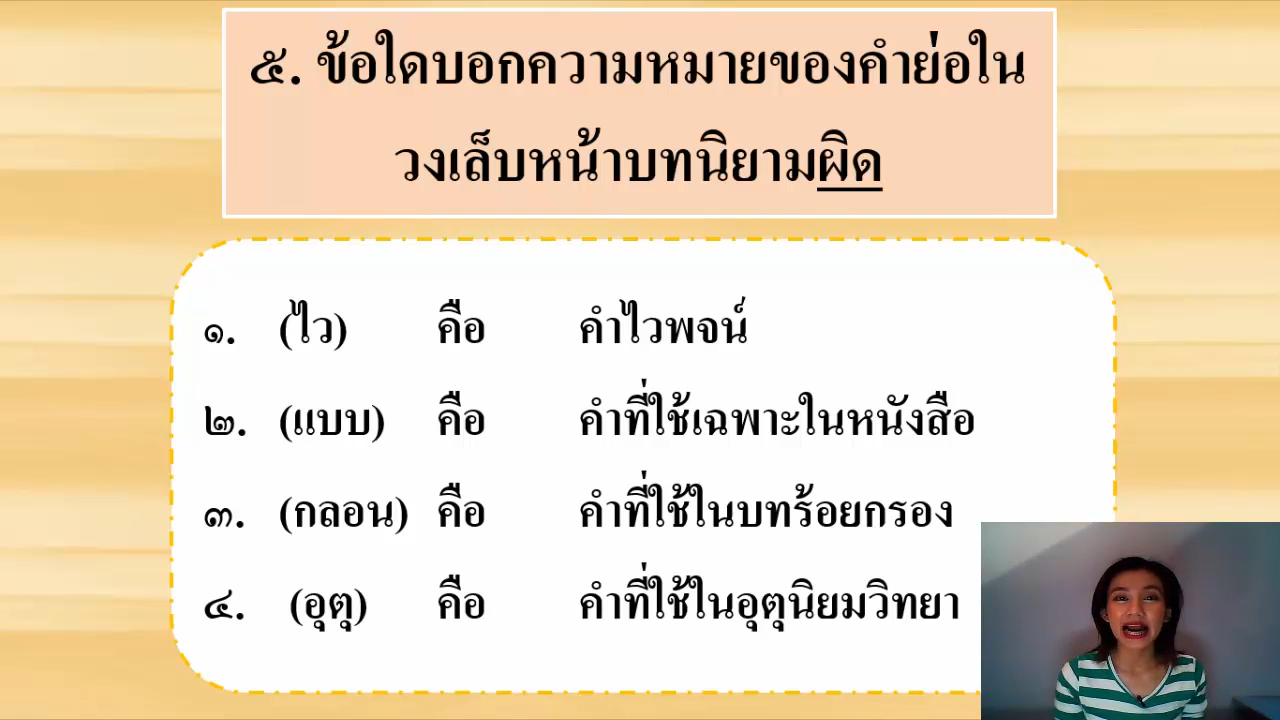 ๕. ข้อใดบอกความหมายของคำย่อใน
วงเล็บหน้าบทนิยามผิด
๑. (ไว) คือ คำไวพจน์
๒. (แบบ) คือ คำที่ใช้เฉพาะในหนังสือ
๓. (กลอน) คือ คำที่ใช้ในบทร้อยกรอง
๔. (อุตุ) คือ คำที่ใช้ในอุตุนิยมวิทยา